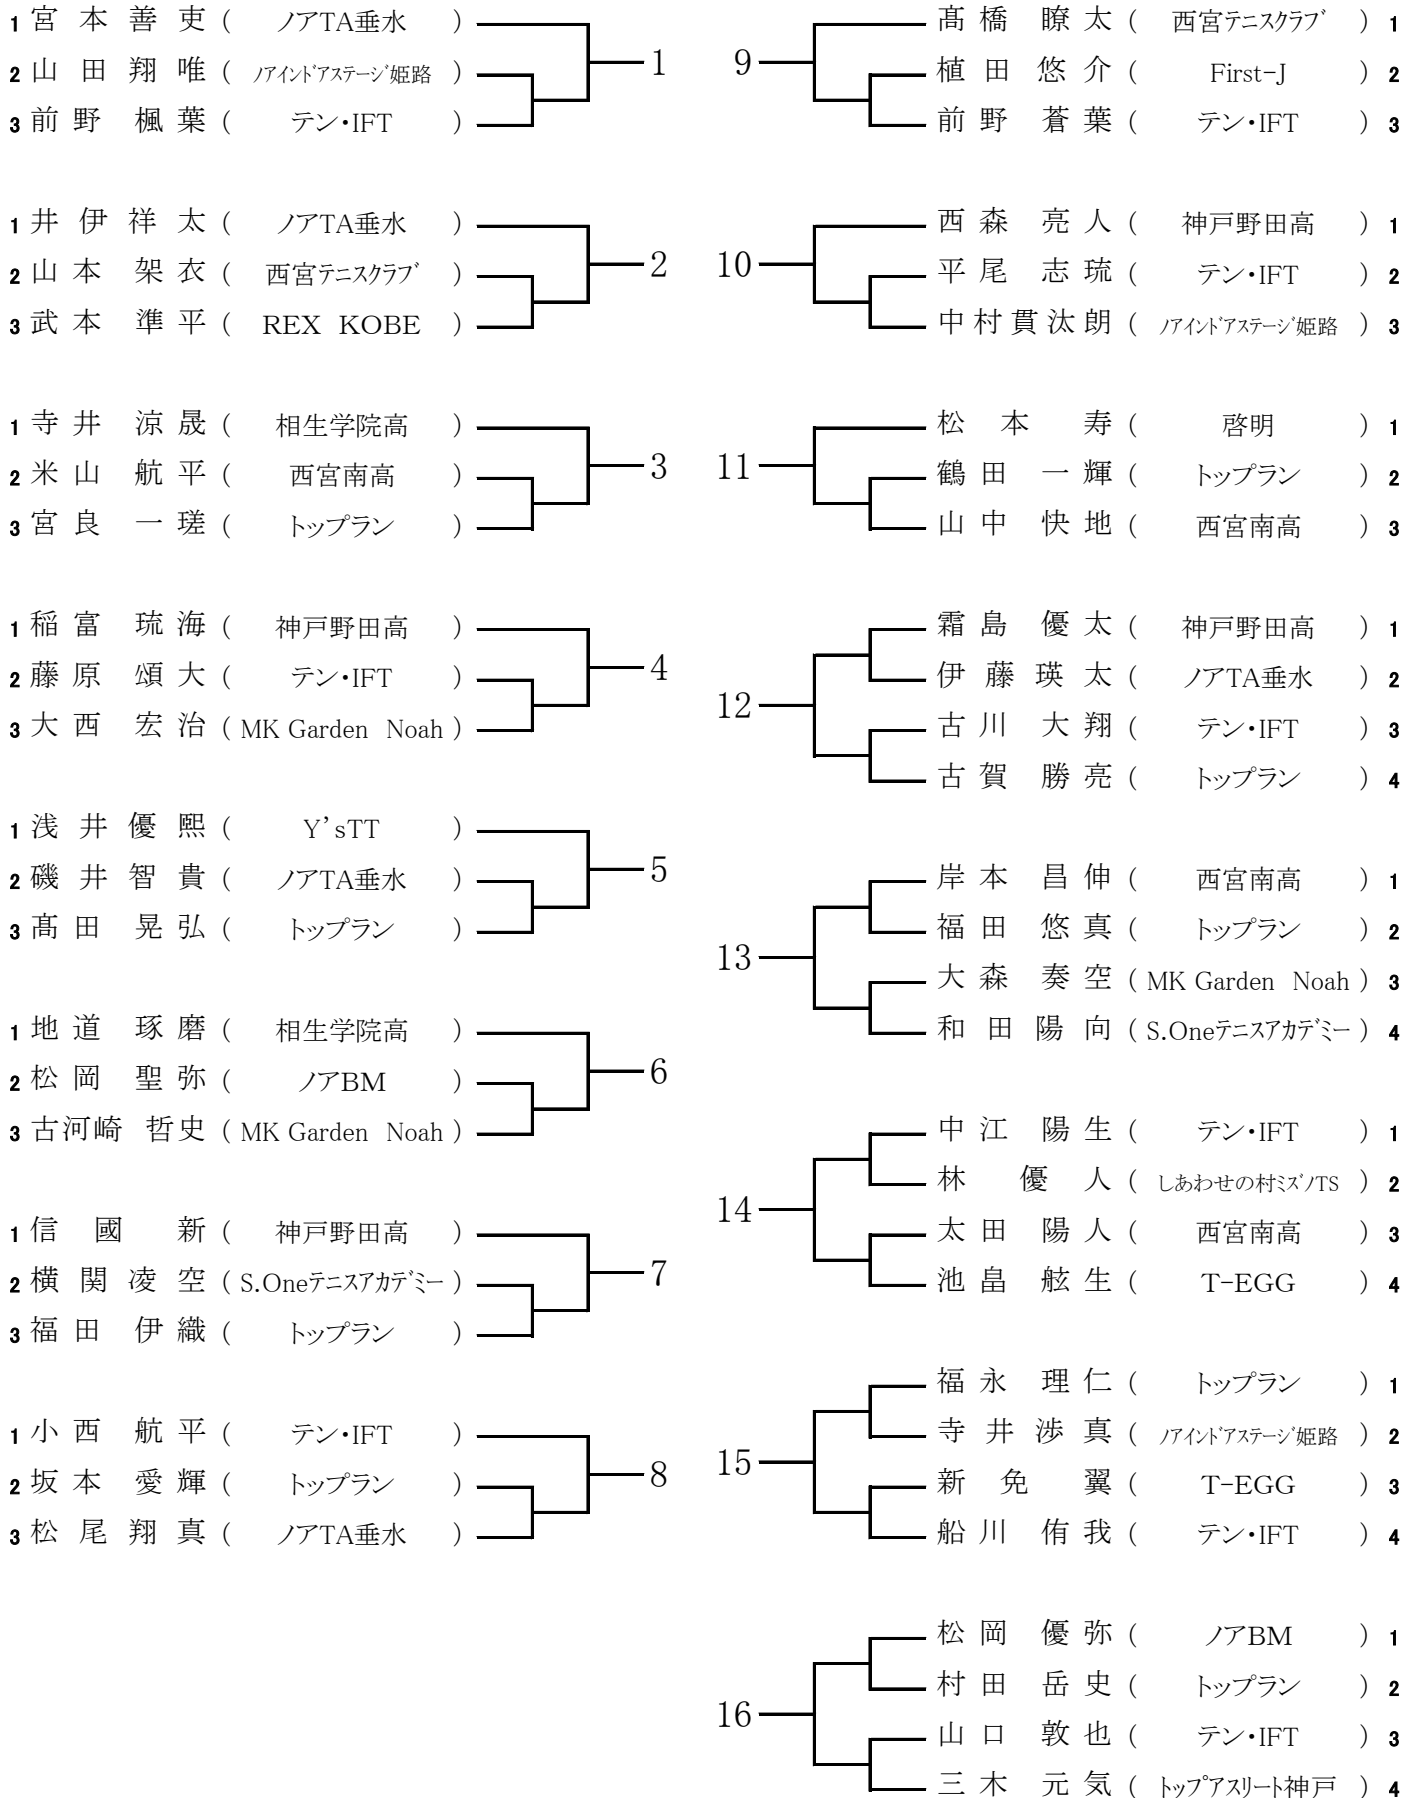 1 宮本善吏 ( ノアTA垂水 )
2 山田翔唯 ( ノアインドアステージ姫路 )
3 前野楓葉 ( テン・IFT )
1
1 井伊祥太 ( ノアTA垂水 )
2 山本架衣 ( 西宮テニスクラブ )
3 武本準平 ( REX KOBE )
2
1 寺井涼晟 ( 相生学院高 )
2 米山航平 ( 西宮南高 )
3 宮良一瑳 ( トップラン )
3
1 稲富琉海 ( 神戸野田高 )
2 藤原頌大 ( テン・IFT )
3 大西宏治 ( MK Garden Noah )
4
1 浅井優熙 ( Y'sTT )
2 磯井智貴 ( ノアTA垂水 )
3 髙田晃弘 ( トップラン )
5
1 地道琢磨 ( 相生学院高 )
2 松岡聖弥 ( ノアBM )
3 古河崎哲史 ( MK Garden Noah )
6
1 信國新 ( 神戸野田高 )
2 横関凌空 ( S.Oneテニスアカデミー )
3 福田伊織 ( トップラン )
7
1 小西航平 ( テン・IFT )
2 坂本愛輝 ( トップラン )
3 松尾翔真 ( ノアTA垂水 )
8
9
髙橋瞭太 ( 西宮テニスクラブ ) 1
植田悠介 ( First-J ) 2
前野蒼葉 ( テン・IFT ) 3
10
西森亮人 ( 神戸野田高 ) 1
平尾志琉 ( テン・IFT ) 2
中村貫汰朗 ( ノアインドアステージ姫路 ) 3
11
松本寿 ( 啓明 ) 1
鶴田一輝 ( トップラン ) 2
山中快地 ( 西宮南高 ) 3
12
霜島優太 ( 神戸野田高 ) 1
伊藤瑛太 ( ノアTA垂水 ) 2
古川大翔 ( テン・IFT ) 3
古賀勝亮 ( トップラン ) 4
13
岸本昌伸 ( 西宮南高 ) 1
福田悠真 ( トップラン ) 2
大森奏空 ( MK Garden Noah ) 3
和田陽向 ( S.Oneテニスアカデミー ) 4
14
中江陽生 ( テン・IFT ) 1
林優人 ( しあわせの村ミズノTS ) 2
太田陽人 ( 西宮南高 ) 3
池畠舷生 ( T-EGG ) 4
15
福永理仁 ( トップラン ) 1
寺井渉真 ( ノアインドアステージ姫路 ) 2
新免翼 ( T-EGG ) 3
船川侑我 ( テン・IFT ) 4
16
松岡優弥 ( ノアBM ) 1
村田岳史 ( トップラン ) 2
山口敦也 ( テン・IFT ) 3
三木元気 ( トップアスリート神戸 ) 4